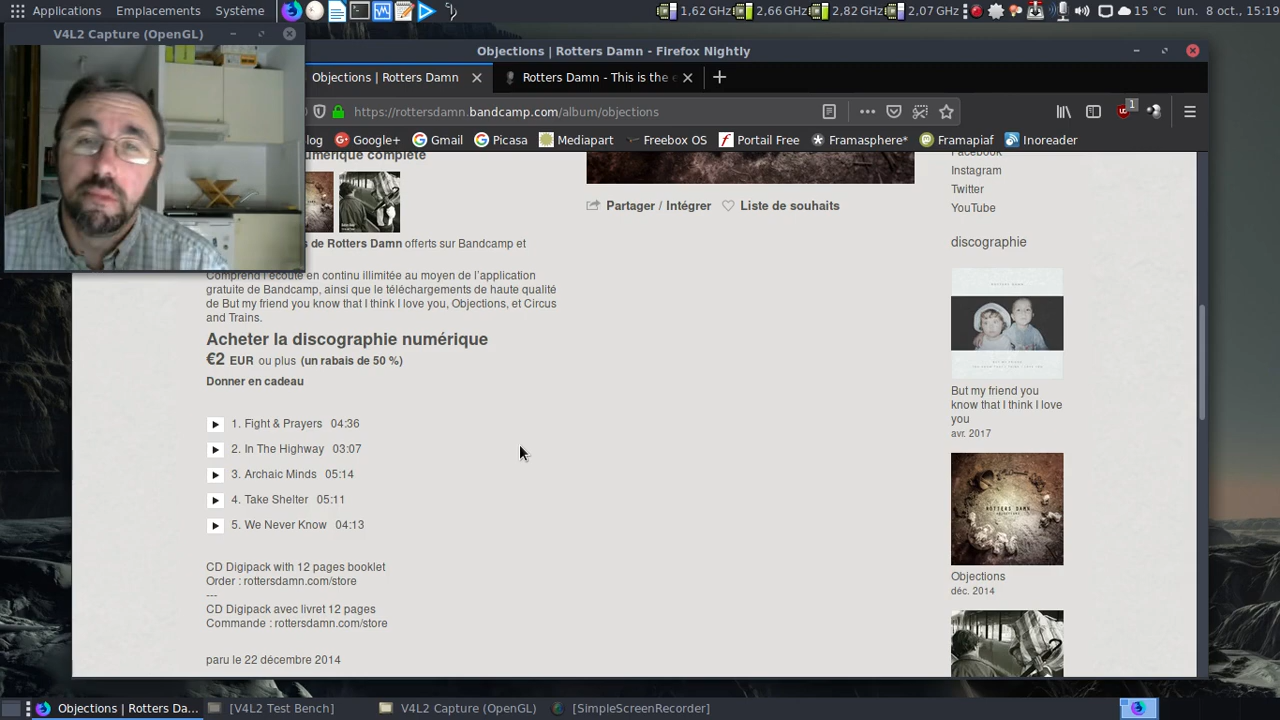 Applications Emplacements Système 1,62 GHz 2,66 GHz 2,82 GHz 2,07 GHz 15 °C lun. 8 oct., 15:19
V4L2 Capture (OpenGL)
Objections | Rotters Damn - Firefox Nightly
Objections | Rotters Damn
Rotters Damn - This is the e
https://rottersdamn.bandcamp.com/album/objections
1
log Google+ Gmail Picasa Mediapart Freebox OS Portail Free Framasphere* Framapiaf Inoreader
numérique complète
s de Rotters Damn offerts sur Bandcamp et
Comprend l'écoute en continu illimitée au moyen de l'application
gratuite de Bandcamp, ainsi que le téléchargements de haute qualité
de But my friend you know that I think I love you, Objections, et Circus
and Trains.
Acheter la discographie numérique
€2 EUR ou plus (un rabais de 50 %)
Donner en cadeau
1. Fight & Prayers 04:36
2. In The Highway 03:07
3. Archaic Minds 05:14
4. Take Shelter 05:11
5. We Never Know 04:13
CD Digipack with 12 pages booklet
Order : rottersdamn.com/store
---
CD Digipack avec livret 12 pages
Commande : rottersdamn.com/store
paru le 22 décembre 2014
Partager / Intégrer Liste de souhaits
Facebook
Instagram
Twitter
YouTube
discographie
But my friend you
know that I think I love
you
avr. 2017
ROTTERS DAMN
Objections
déc. 2014
Objections | Rotters Da... [V4L2 Test Bench] V4L2 Capture (OpenGL) [SimpleScreenRecorder]